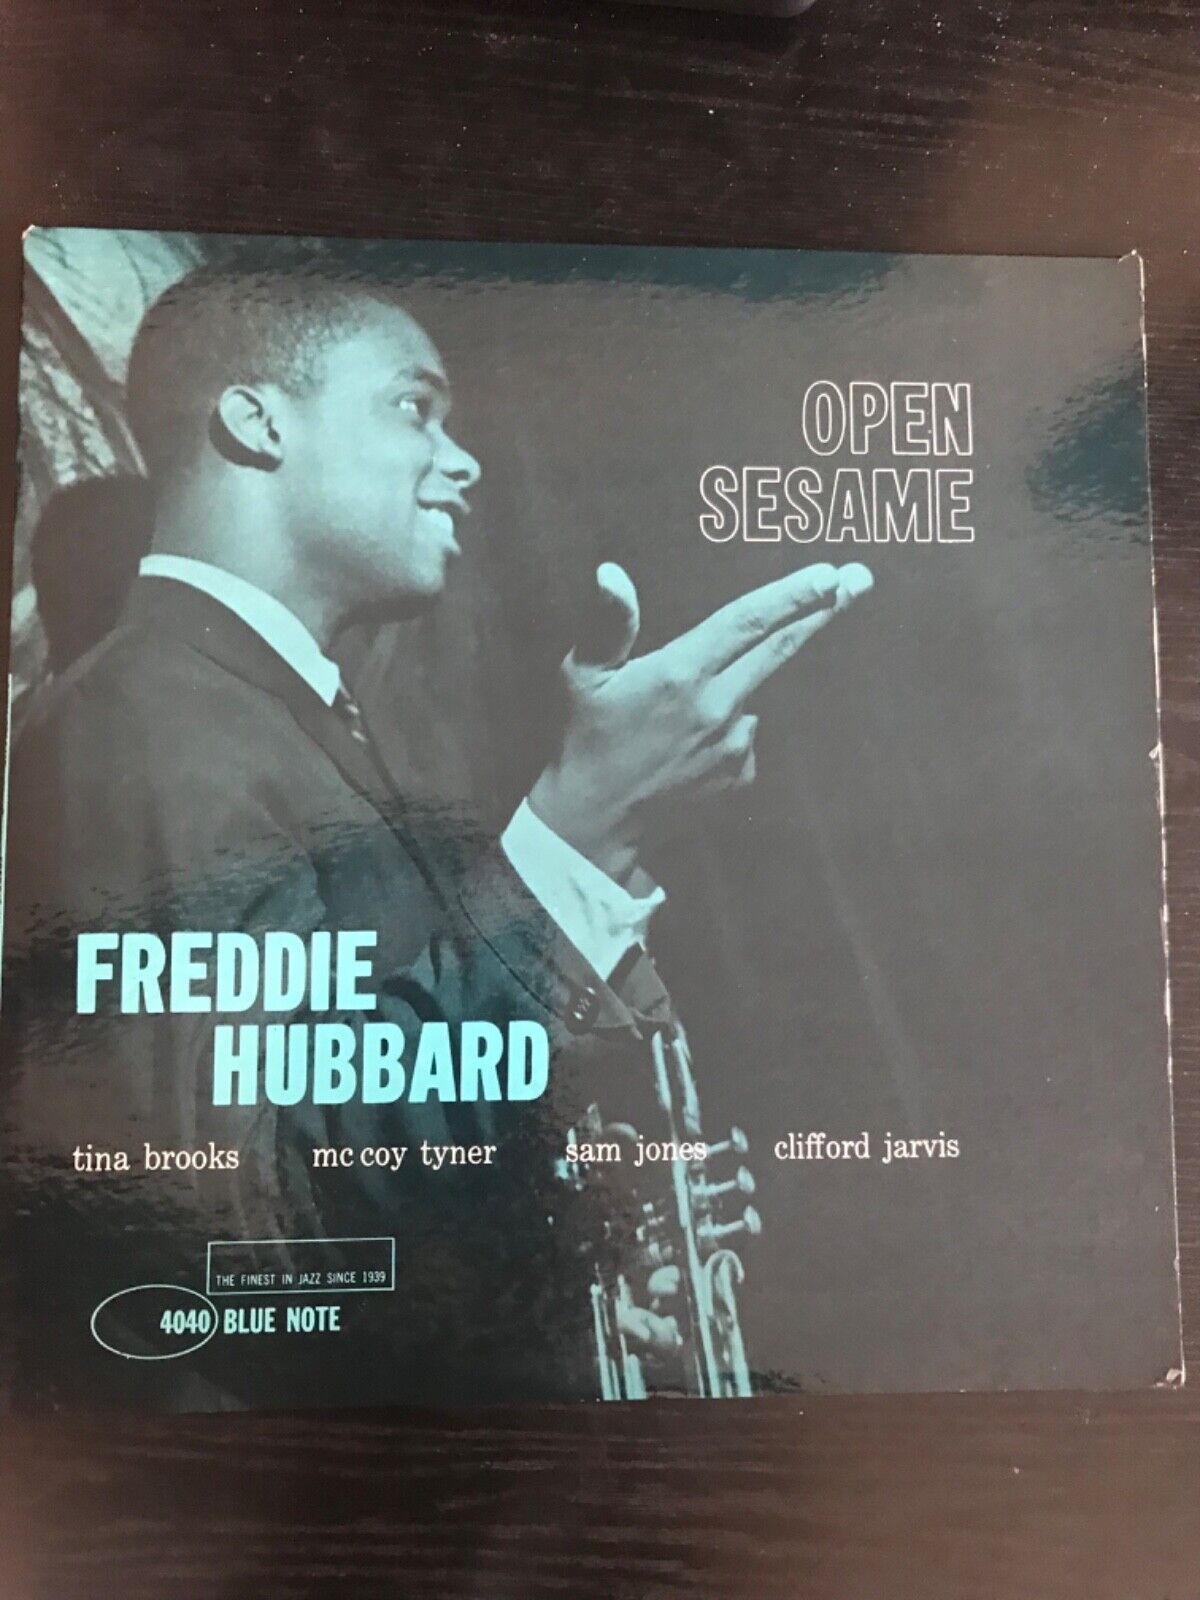 OPEN
SESAME
FREDDIE
HUBBARD
tina brooks mc coy tyner sam jones clifford jarvis
THE FINEST IN JAZZ SINCE 1939
4040 BLUE NOTE